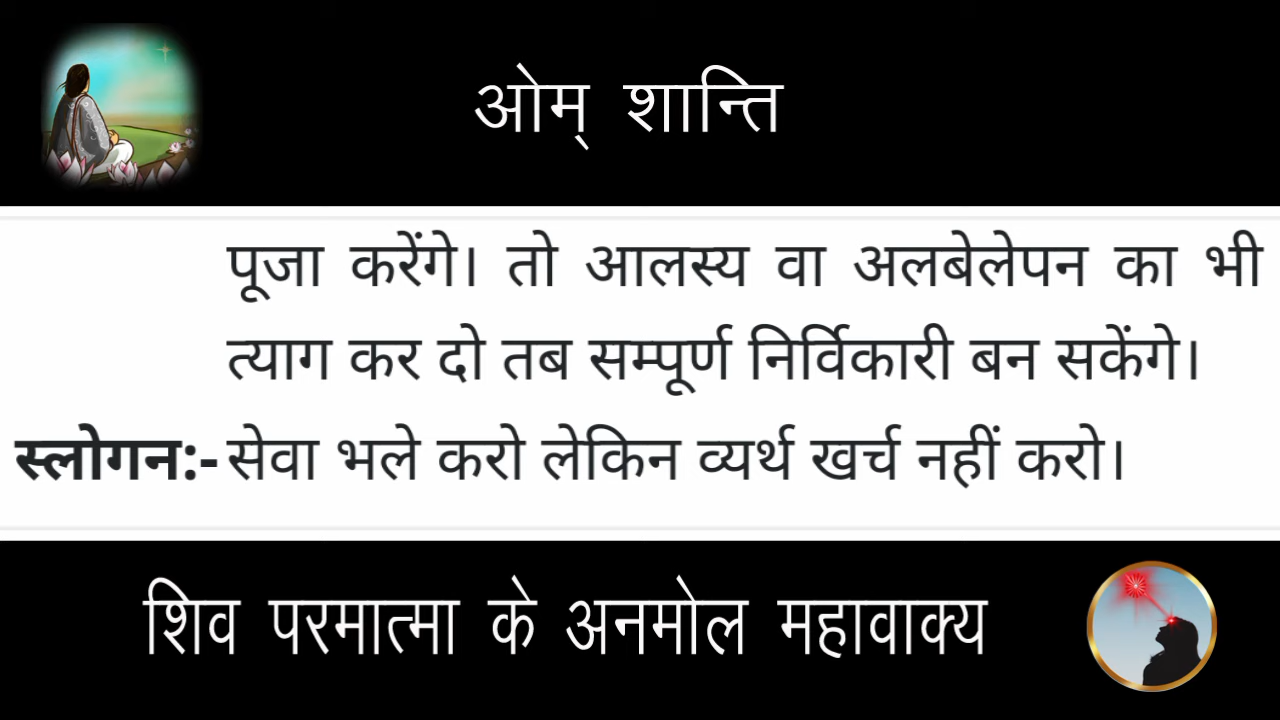 ओम् शान्ति
पूजा करेंगे। तो आलस्य वा अलबेलेपन का भी
त्याग कर दो तब सम्पूर्ण निर्विकारी बन सकेंगे।
स्लोगन:- सेवा भले करो लेकिन व्यर्थ खर्च नहीं करो।
शिव परमात्मा के अनमोल महावाक्य